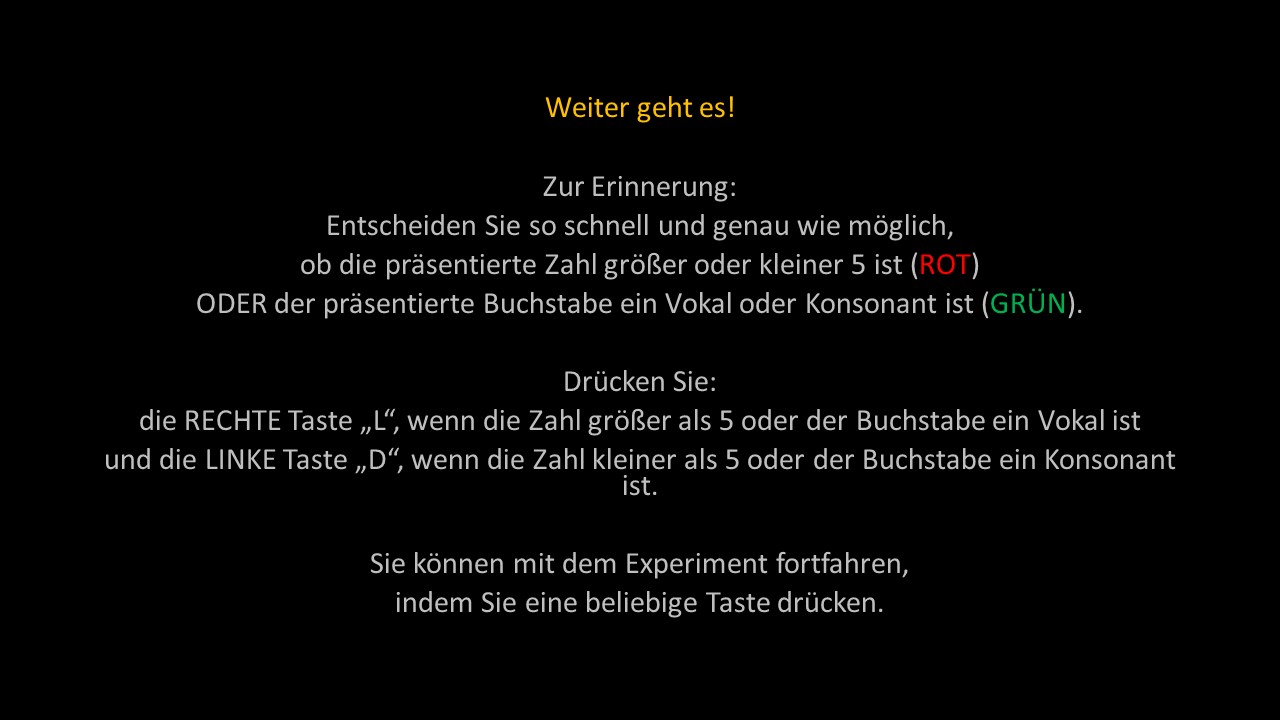 Weiter geht es!
Zur Erinnerung:
Entscheiden Sie so schnell und genau wie möglich,
ob die präsentierte Zahl größer oder kleiner 5 ist (ROT)
ODER der präsentierte Buchstabe ein Vokal oder Konsonant ist (GRÜN).
Drücken Sie:
die RECHTE Taste „L“, wenn die Zahl größer als 5 oder der Buchstabe ein Vokal ist
und die LINKE Taste „D“, wenn die Zahl kleiner als 5 oder der Buchstabe ein Konsonant
ist.
Sie können mit dem Experiment fortfahren,
indem Sie eine beliebige Taste drücken.